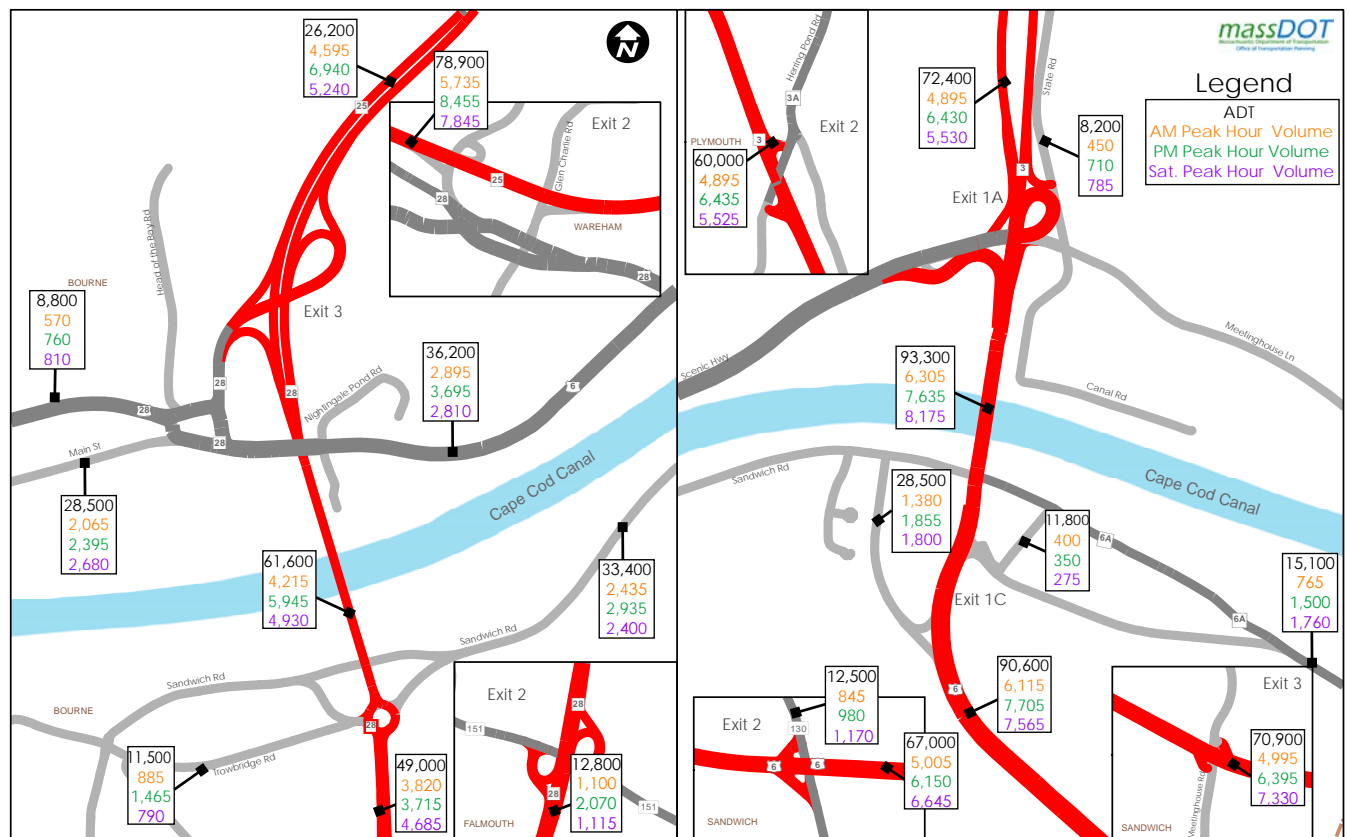 26,200
4,595
6,940
5,240
25
N
78,900
5,735
8,455
7,845
Exit 2
25
Glen Charlie Rd
28
WAREHAM
28
Head of the Bay Rd
BOURNE
8,800
570
760
810
Exit 3
28
28
28
28
Nightingale Pond Rd
36,200
2,895
3,695
2,810
6
Main St
28,500
2,065
2,395
2,680
Cape Cod Canal
61,600
4,215
5,945
4,930
33,400
2,435
2,935
2,400
Sandwich Rd
Sandwich Rd
BOURNE
28
11,500
885
1,465
790
Trowbridge Rd
49,000
3,820
3,715
4,685
Exit 2
28
151
12,800
1,100
2,070
1,115
28
151
FALMOUTH
Herring Pond Rd
3A
Exit 2
PLYMOUTH
3
60,000
4,895
6,435
5,525
72,400
4,895
6,430
5,530
State Rd
8,200
450
710
785
3
Exit 1A
massDOT
Massachusetts Department of Transportation
Office of Transportation Planning
Legend
ADT
AM Peak Hour Volume
PM Peak Hour Volume
Sat. Peak Hour Volume
Scenic Hwy
Meetinghouse Ln
93,300
6,305
7,635
8,175
Canal Rd
Cape Cod Canal
Sandwich Rd
28,500
1,380
1,855
1,800
11,800
400
350
275
6A
15,100
765
1,500
1,760
Exit 1C
6A
6
90,600
6,115
7,705
7,565
12,500
845
980
1,170
Exit 2
130
6
6
67,000
5,005
6,150
6,645
SANDWICH
Exit 3
70,900
4,995
6,395
7,330
Meetinghouse Rd
SANDWICH